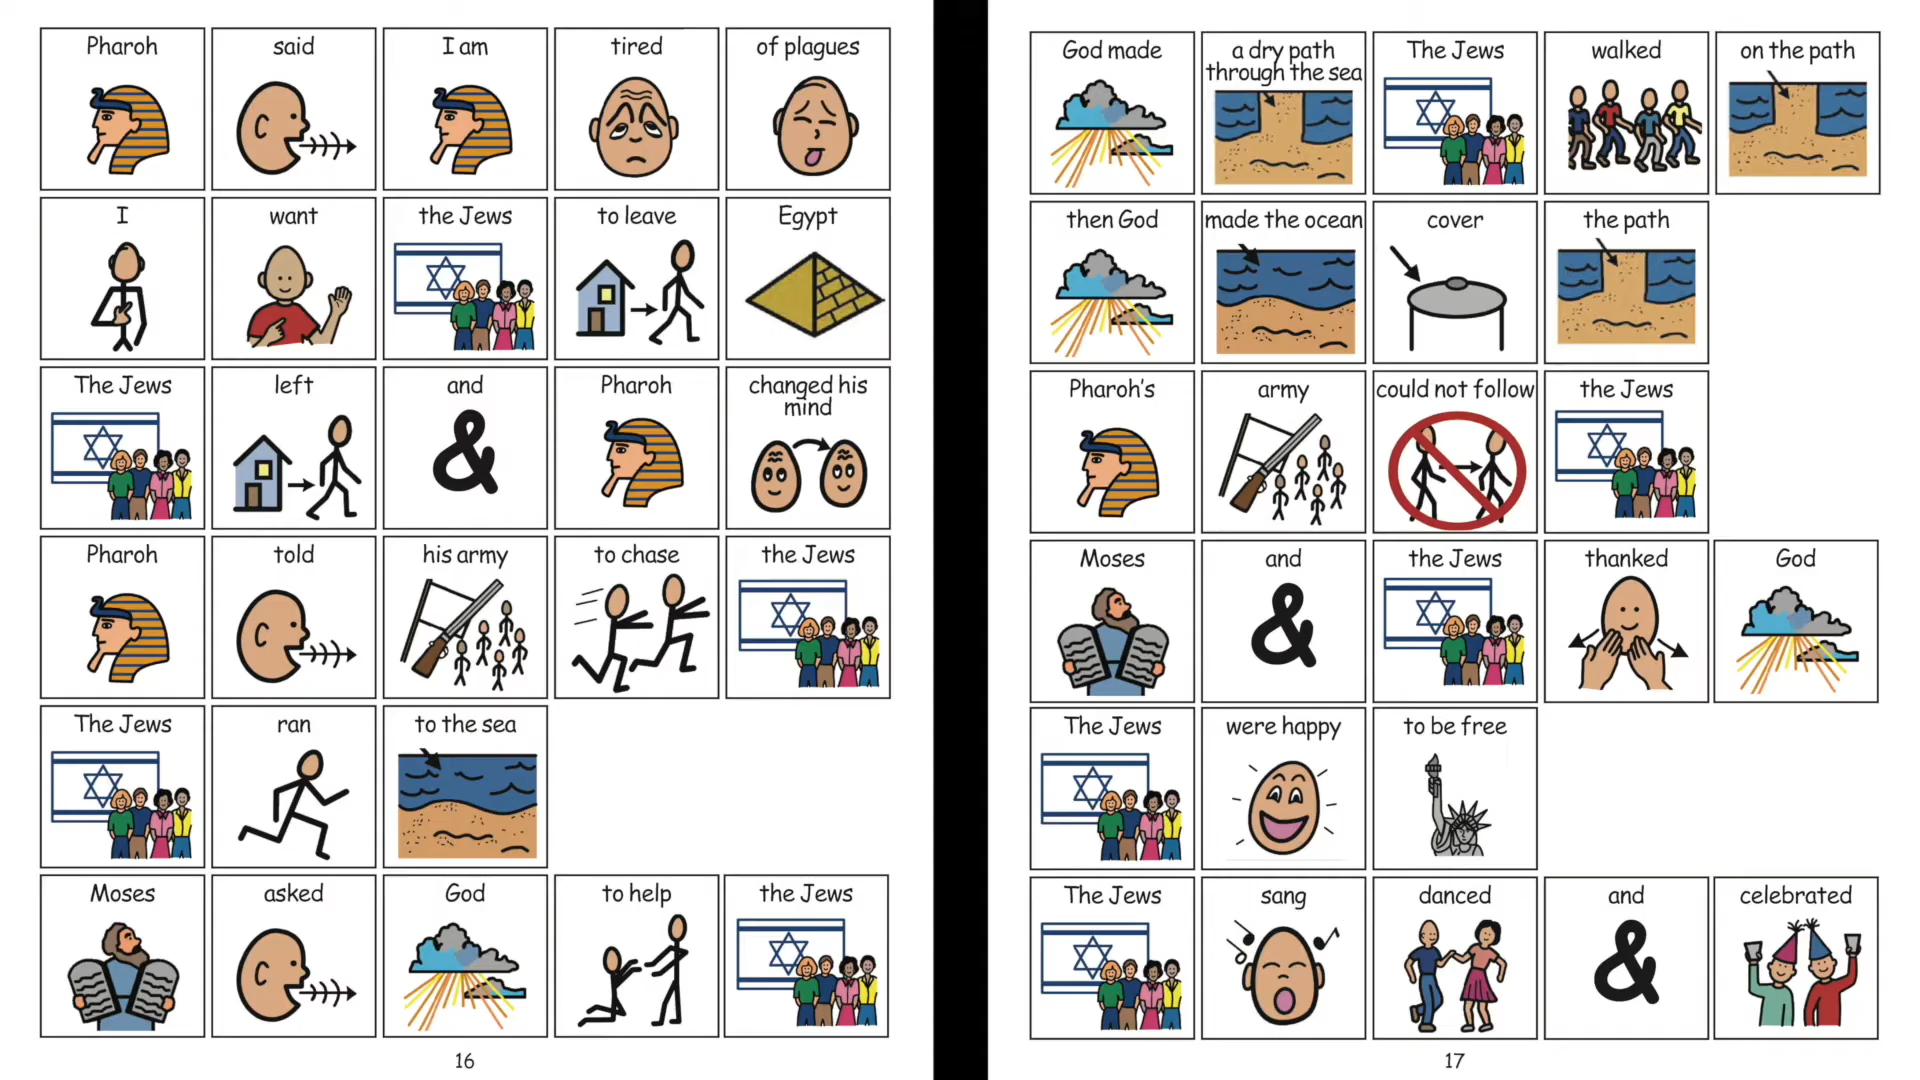 Pharoh said I am tired of plagues
I want the Jews to leave Egypt
The Jews left and Pharoh changed his mind
&
Pharoh told his army to chase the Jews
The Jews ran to the sea
Moses asked God to help the Jews
16
God made a dry path through the sea The Jews walked on the path
then God made the ocean cover the path
Pharoh's army could not follow the Jews
Moses and the Jews thanked God
&
The Jews were happy to be free
The Jews sang danced and celebrated
&
17